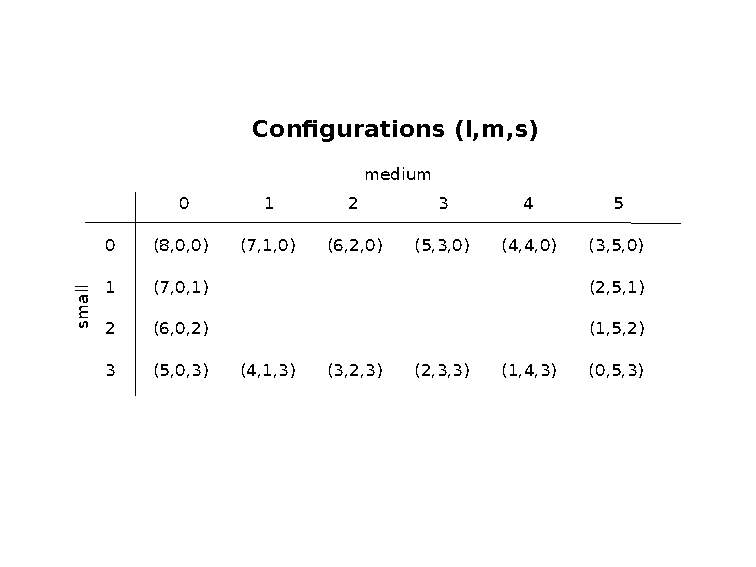 Configurations (l,m,s)
medium
0 1 2 3 4 5
0 (8,0,0) (7,1,0) (6,2,0) (5,3,0) (4,4,0) (3,5,0)
small
1 (7,0,1) (2,5,1)
2 (6,0,2) (1,5,2)
3 (5,0,3) (4,1,3) (3,2,3) (2,3,3) (1,4,3) (0,5,3)